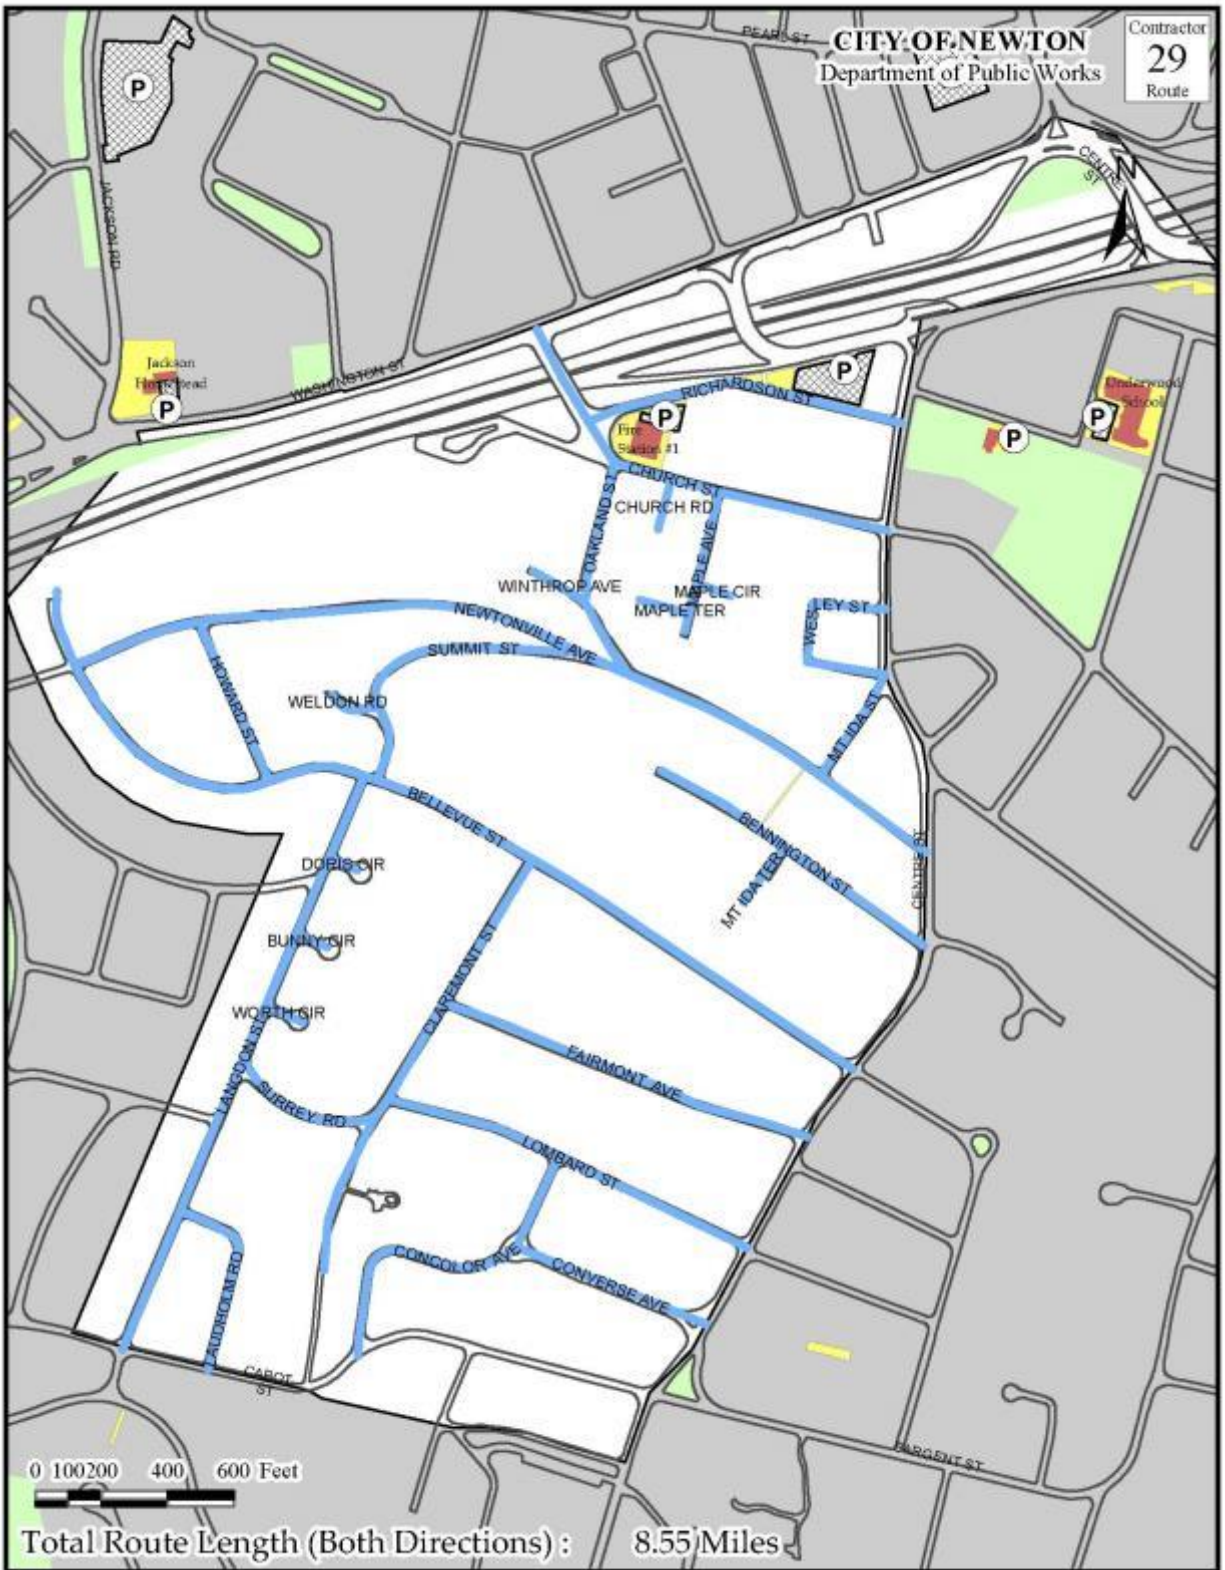 PEARL ST
CITY OF NEWTON
Department of Public Works
Contractor
29
Route
P
CENTRE
ST
N
JACKSON RD
Jackson
Homestead
P
WASHINGTON ST
P
RICHARDSON ST
P
Fire
Station #1
Underwood
School
P
P
CHURCH ST
CHURCH RD
OAKLAND ST
MAPLE AVE
WINTHROP AVE
MAPLE CIR
MAPLE TER
WESLEY ST
NEWTONVILLE AVE
SUMMIT ST
HOWARD ST
WELDON RD
MT IDA ST
BELLEVUE ST
BENNINGTON ST
MT IDA TER
CENTRE ST
DORIS CIR
BUNNY CIR
CLAREMONT ST
WORTH CIR
LANGDON ST
FAIRMONT AVE
SURREY RD
LOMBARD ST
CONCOLOR AVE
CONVERSE AVE
LAUDHOLM RD
CABOT
ST
SARGENT ST
0 100200 400 600 Feet
Total Route Length (Both Directions) : 8.55 Miles